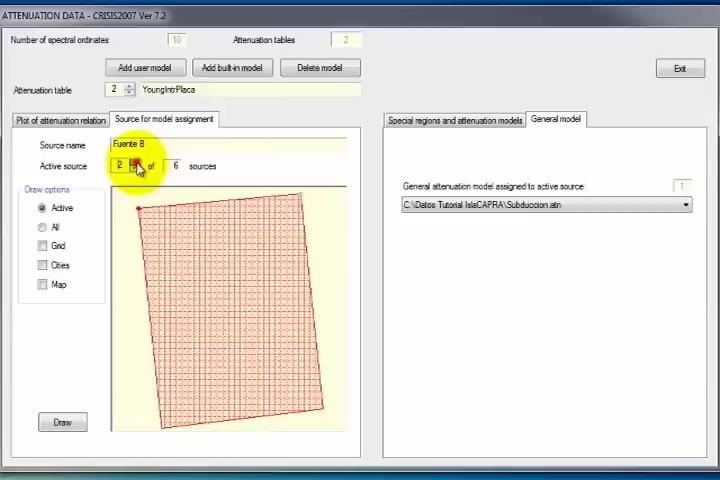 ATTENUATION DATA - CRISIS2007 Ver 7.2
Number of spectral ordinates 10 Attenuation tables 2
Add user model Add built-in model Delete model Exit
Attenuation table 2 YoungIntrPlaca
Plot of attenuation relation Source for model assignment Special regions and attenuation models General model
Source name Fuente B
Active source 2 of 6 sources
General attenuation model assigned to active source 1
C:\Datos Tutorial IslaCAPRA\Subduccion.atn
Draw options
Active
All
Grid
Cities
Map
Draw